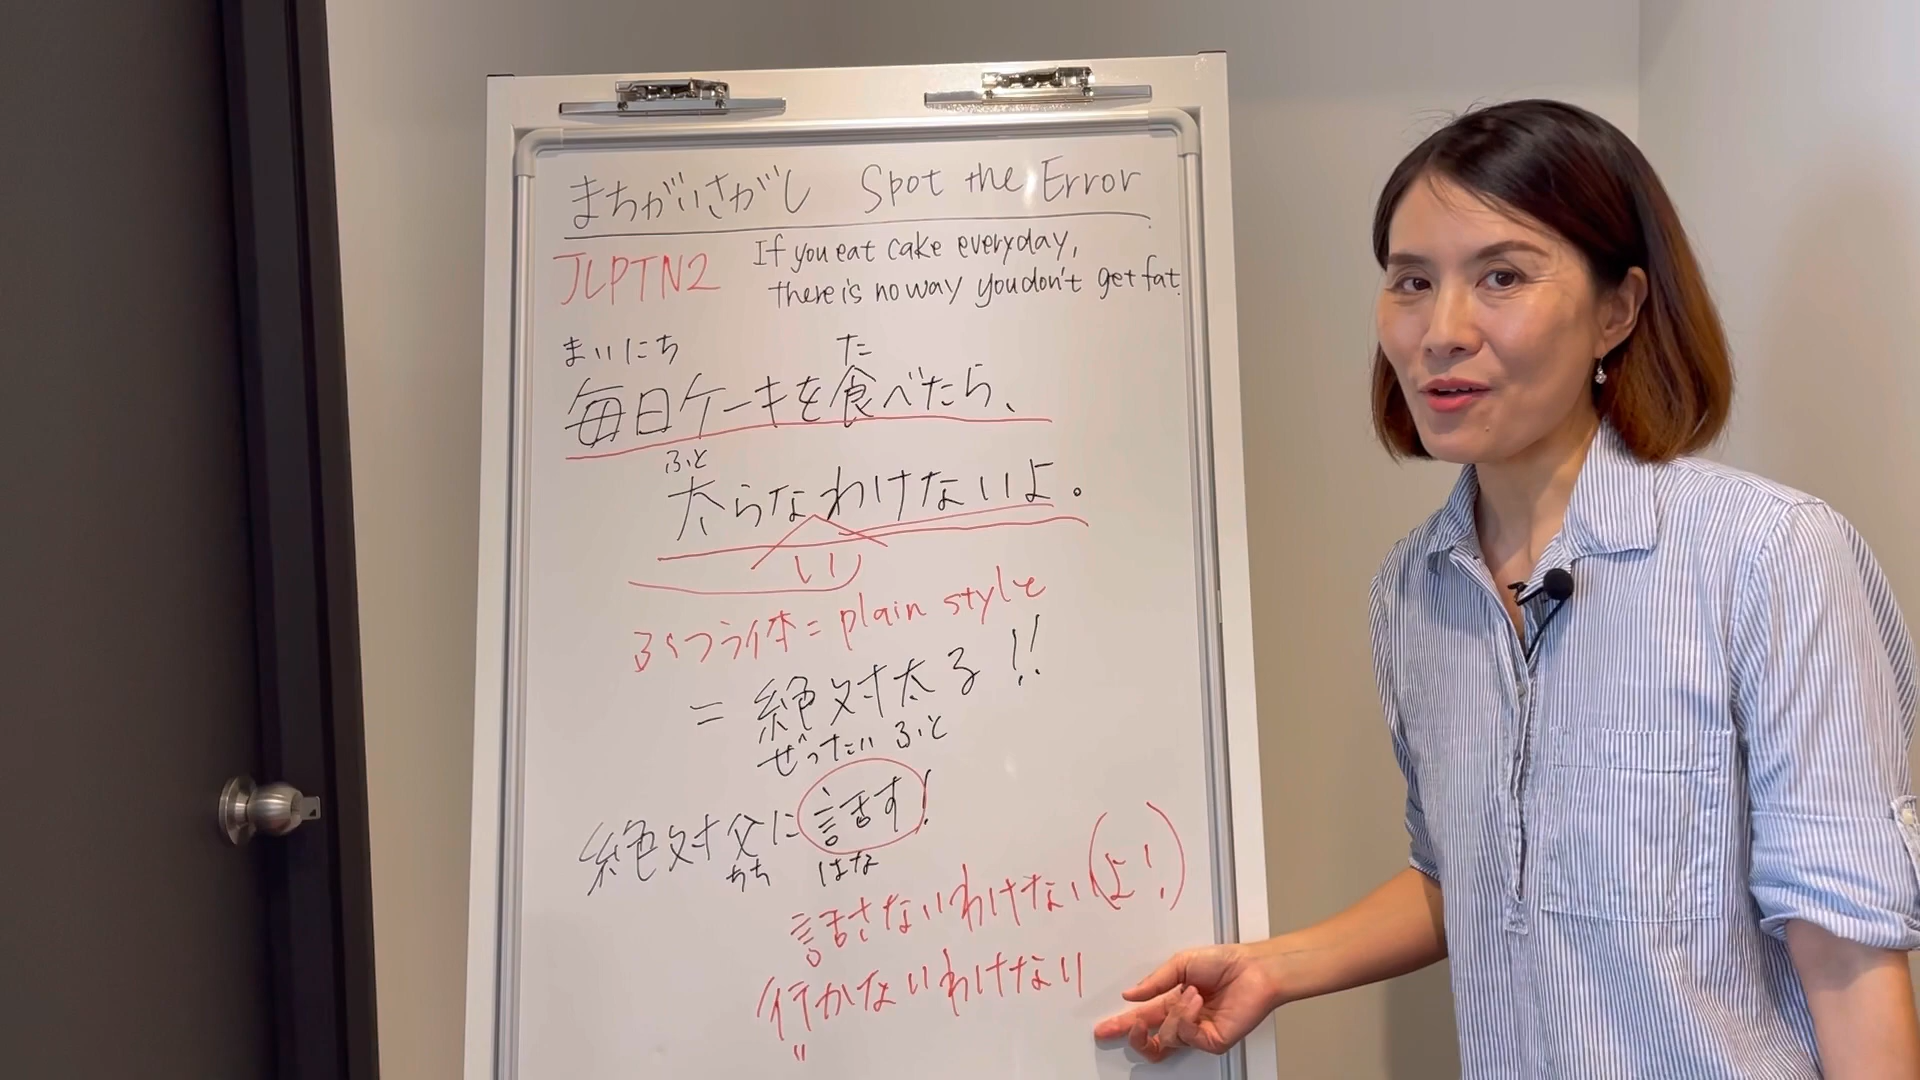 まちがいさがし Spot the Error
JLPTN2 If you eat cake everyday,
there is no way you don't get fat.
まいにち た
毎日ケーキを食べたら、
ふと
太らなわけないよ。
い
ふつう体=plain style
=絶対太る!!
ぜったい ふと
絶対父に話す!
ちち はな
話さないわけない(よ!)
行かないわけない
〃